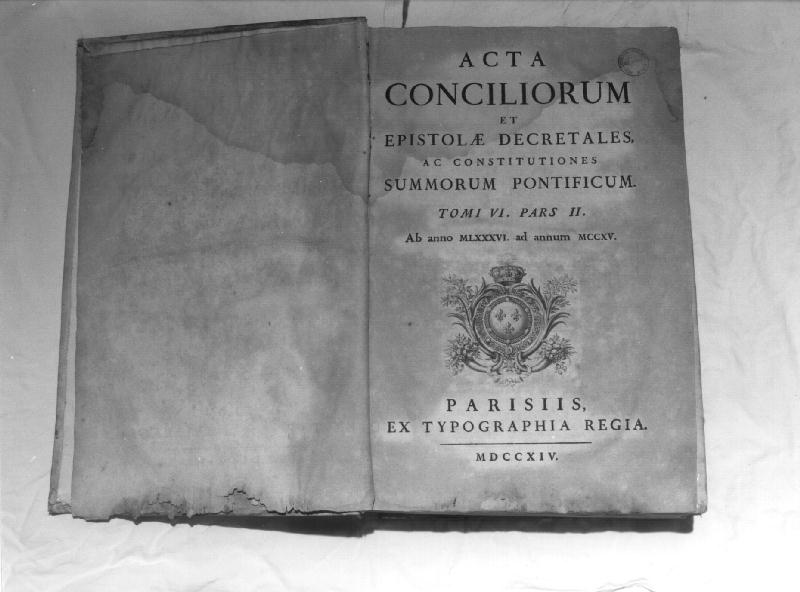 ACTA
CONCILIORUM
ET
EPISTOLÆ DECRETALES,
AC CONSTITUTIONES
SUMMORUM PONTIFICUM.
TOMI VI. PARS II.
Ab anno MLXXXVI. ad annum MCCXV.
PARISIIS,
EX TYPOGRAPHIA REGIA.
MDCCXIV.